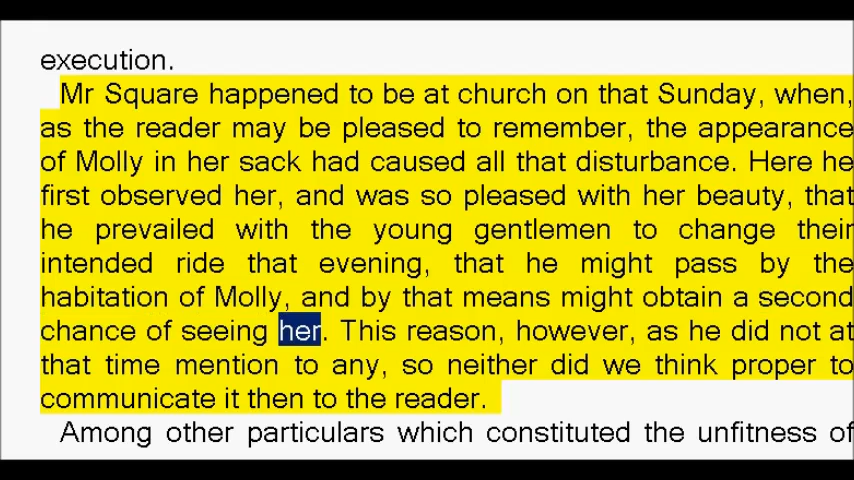 execution.
Mr Square happened to be at church on that Sunday, when,
as the reader may be pleased to remember, the appearance
of Molly in her sack had caused all that disturbance. Here he
first observed her, and was so pleased with her beauty, that
he prevailed with the young gentlemen to change their
intended ride that evening, that he might pass by the
habitation of Molly, and by that means might obtain a second
chance of seeing her. This reason, however, as he did not at
that time mention to any, so neither did we think proper to
communicate it then to the reader.
Among other particulars which constituted the unfitness of